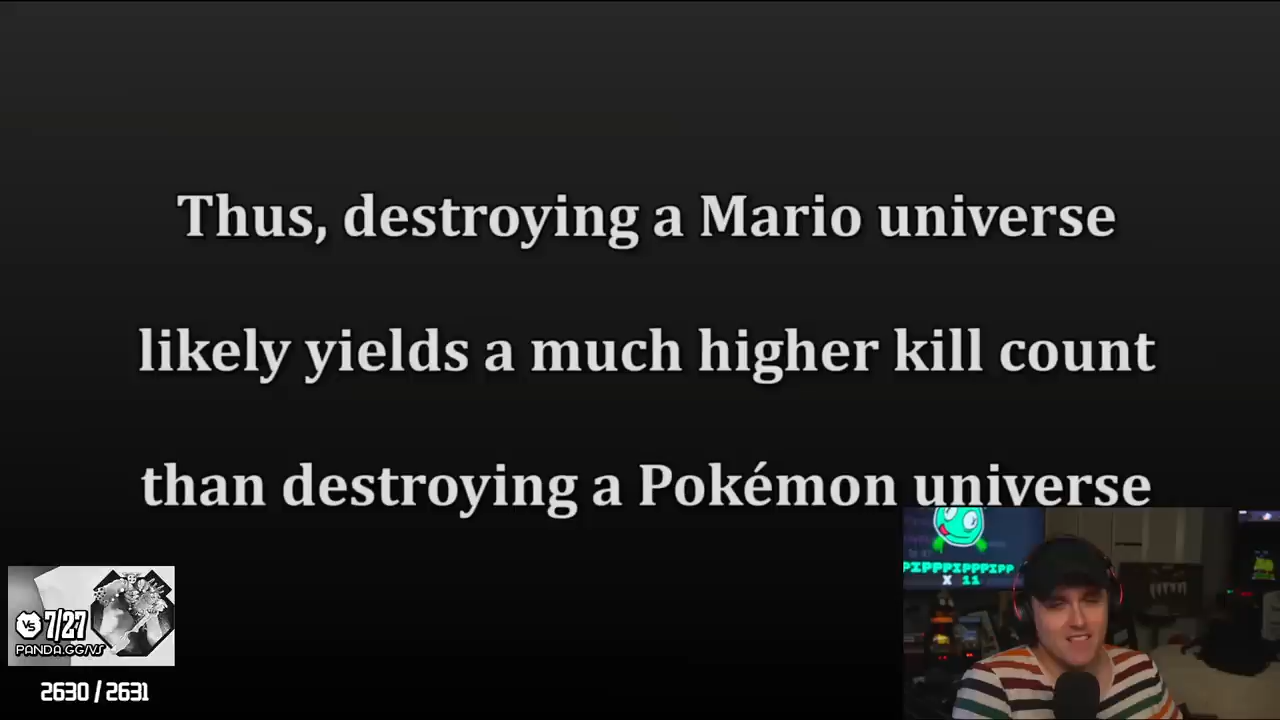 Thus, destroying a Mario universe
likely yields a much higher kill count
than destroying a Pokémon universe
PIPPPIPPPIPP
X 11
VS 7/27
PANDA.GG/VS
2630 / 2631